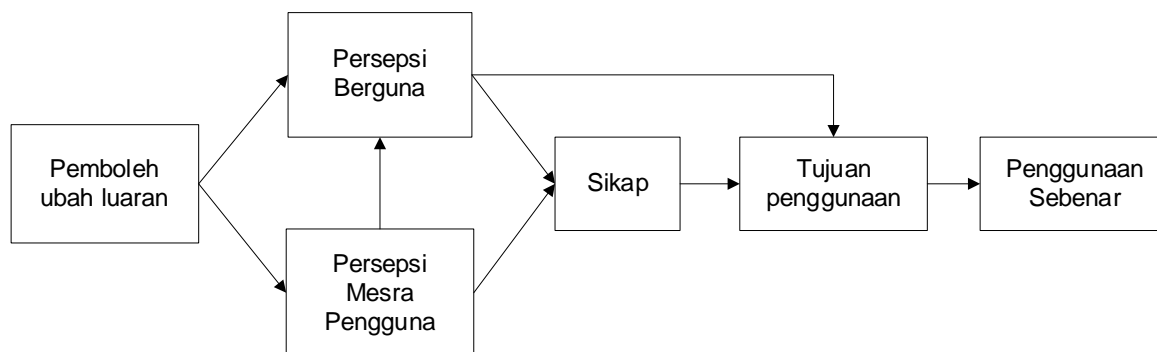 Persepsi
Berguna
Pemboleh
ubah luaran
Sikap
Tujuan
penggunaan
Penggunaan
Sebenar
Persepsi
Mesra
Pengguna